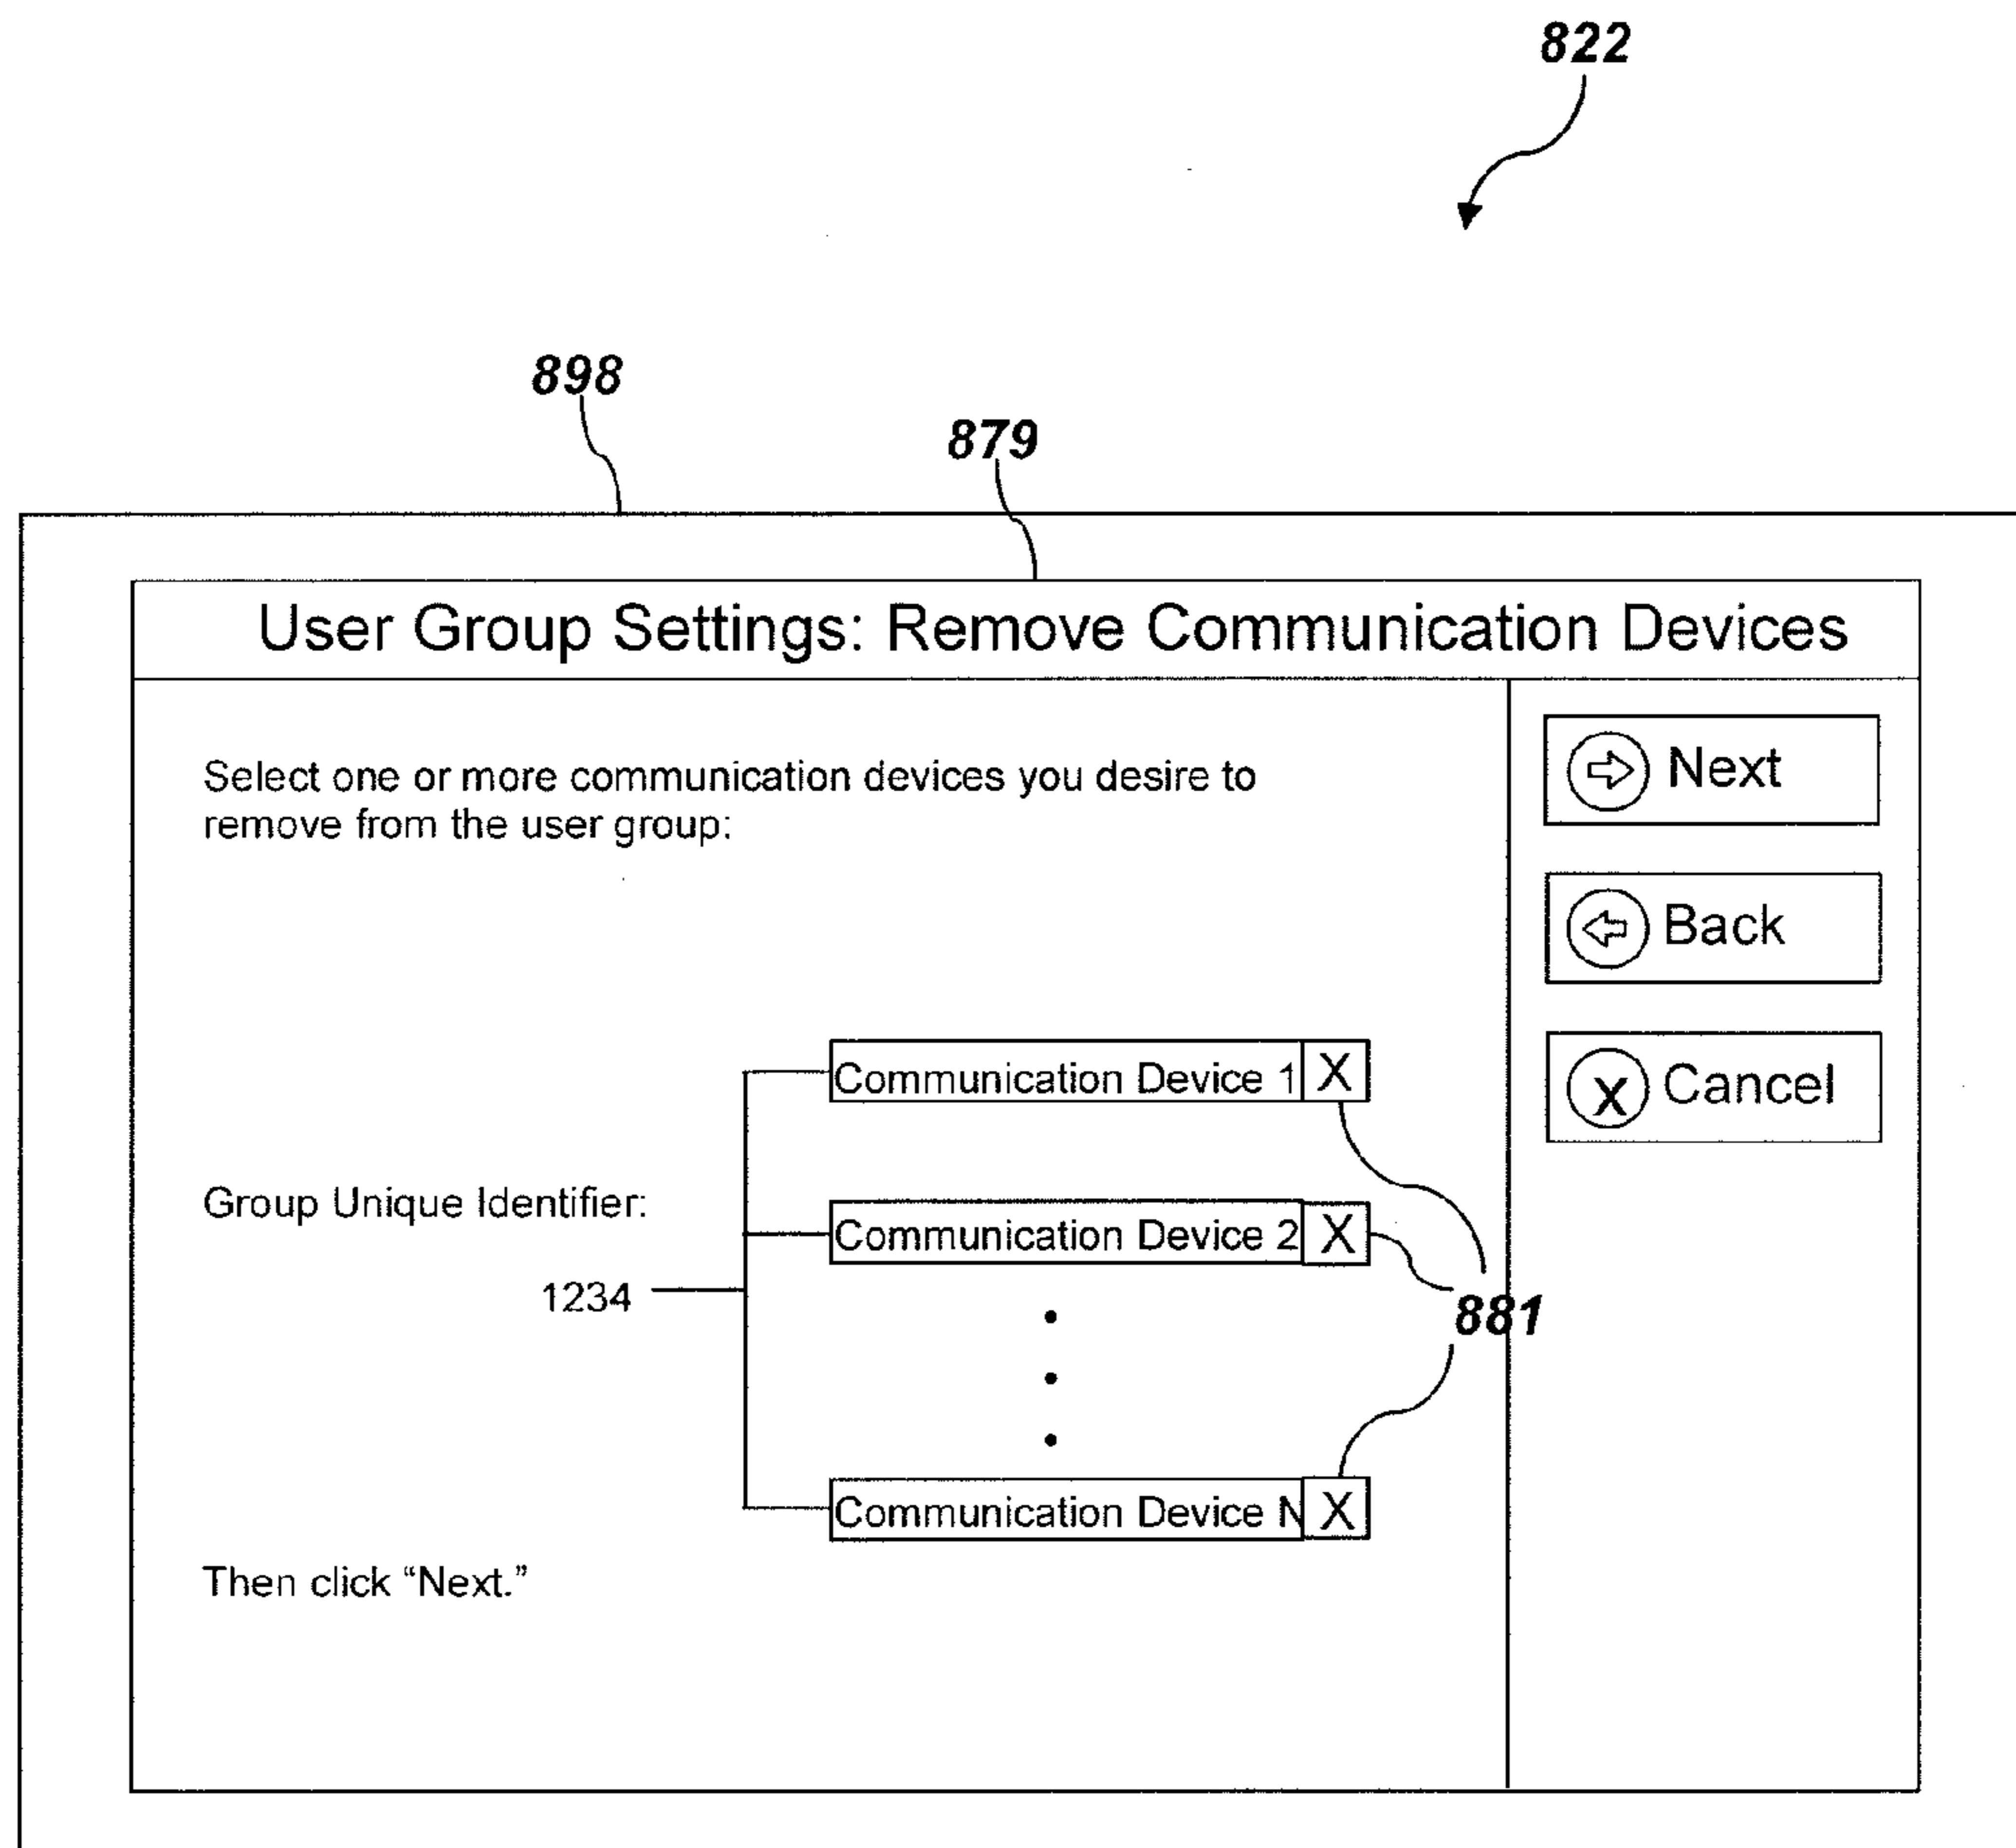 822
898
879
User Group Settings: Remove Communication Devices
Select one or more communication devices you desire to
remove from the user group:
Next
Back
Cancel
Communication Device 1 X
Group Unique Identifier:
Communication Device 2 X
1234
881
Communication Device N X
Then click “Next.”